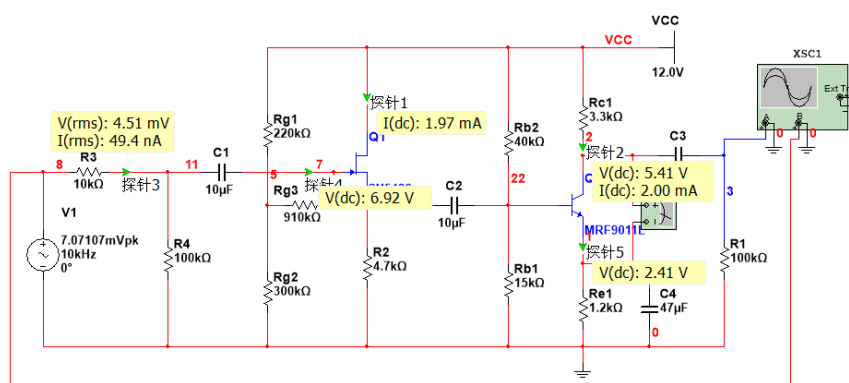 VCC
VCC
12.0V
XSC1
Ext Tr
A
B
0
0
V(rms): 4.51 mV
I(rms): 49.4 nA
8
R3
10kΩ
探针3
11
C1
10µF
Rg1
220kΩ
5
探针1
I(dc): 1.97 mA
7
探针4
V(dc): 6.92 V
Rg3
910kΩ
C2
10µF
22
Rb2
40kΩ
Rc1
3.3kΩ
2
探针2
V(dc): 5.41 V
I(dc): 2.00 mA
C3
3
MRF9011L
探针5
V(dc): 2.41 V
V1
7.07107mVpk
10kHz
0°
R4
100kΩ
Rg2
300kΩ
R2
4.7kΩ
Rb1
15kΩ
Re1
1.2kΩ
C4
47µF
0
R1
100kΩ